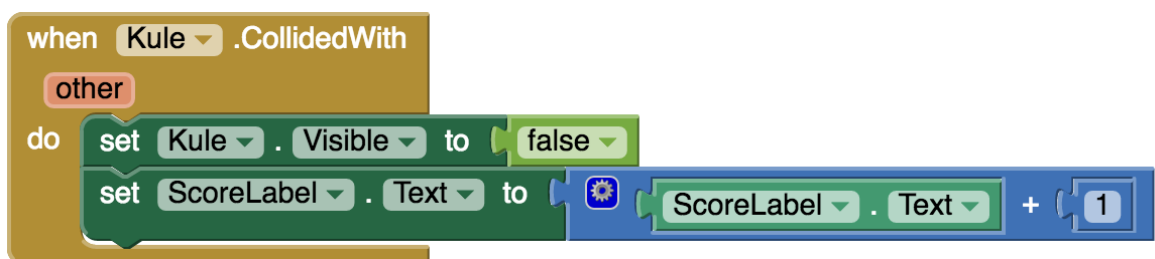 when Kule .CollidedWith
other
do set Kule . Visible to false
set ScoreLabel . Text to ScoreLabel . Text + 1